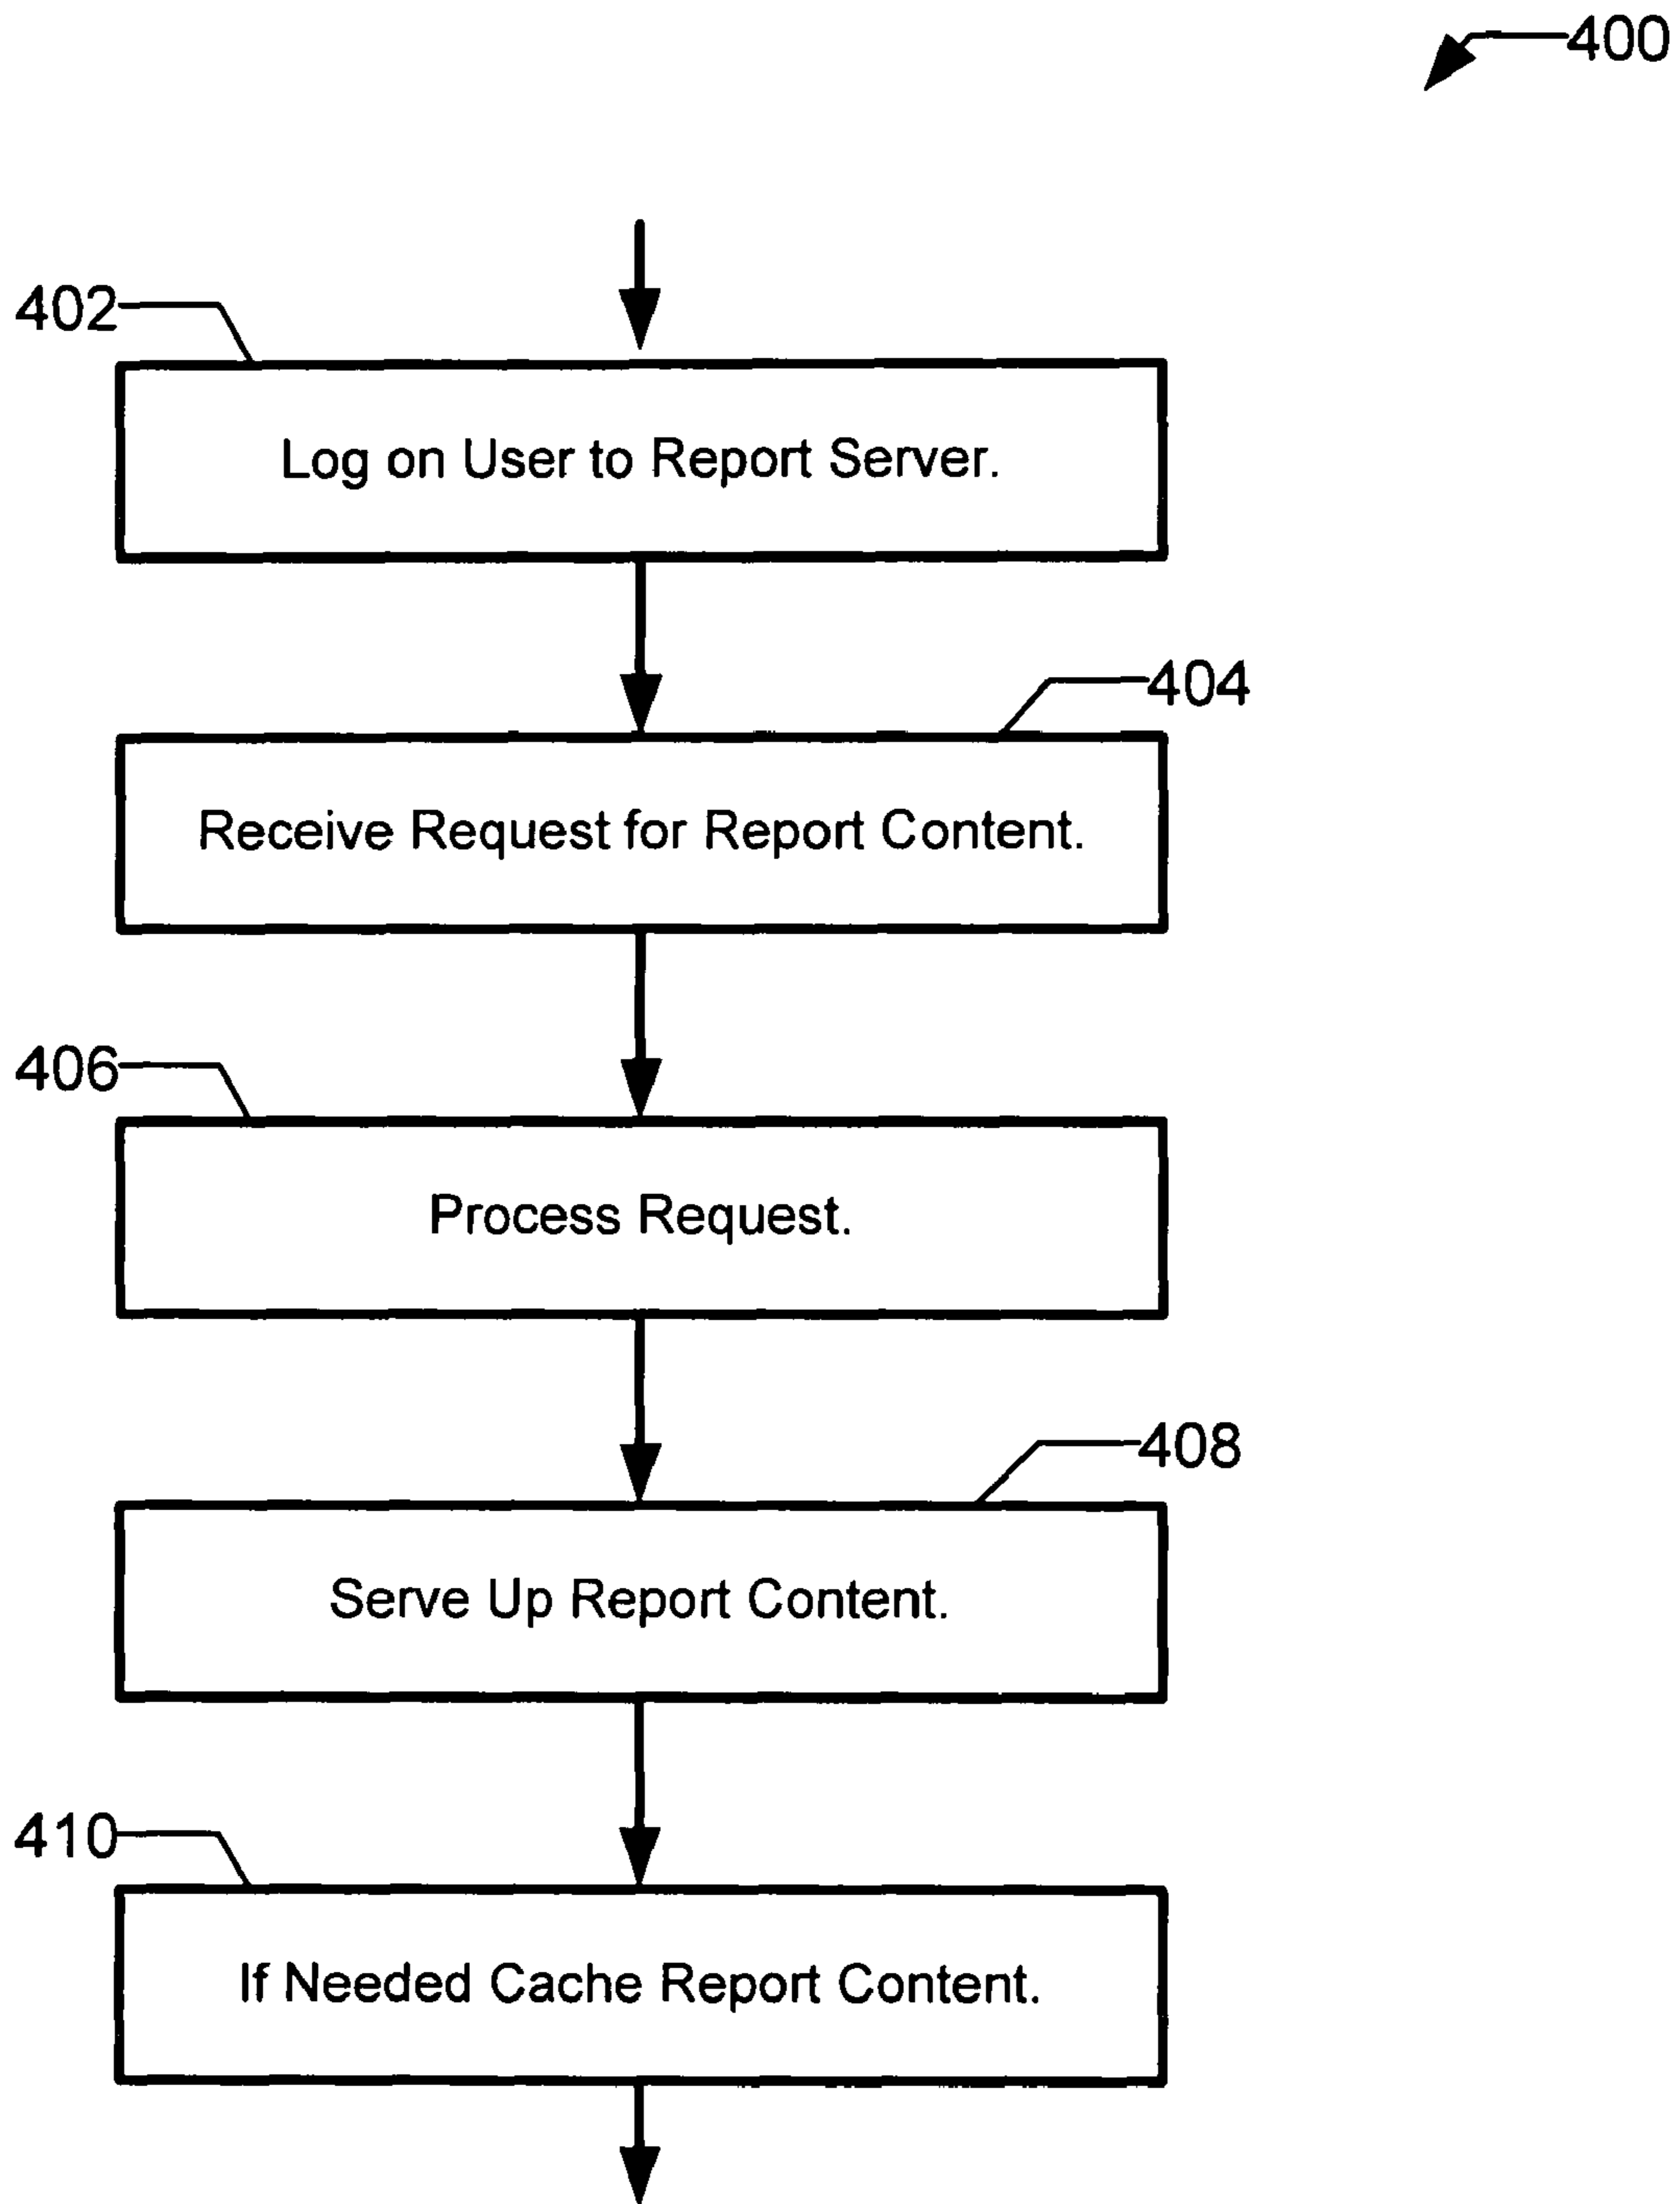 400
402
Log on User to Report Server.
404
Receive Request for Report Content.
406
Process Request.
408
Serve Up Report Content.
410
If Needed Cache Report Content.